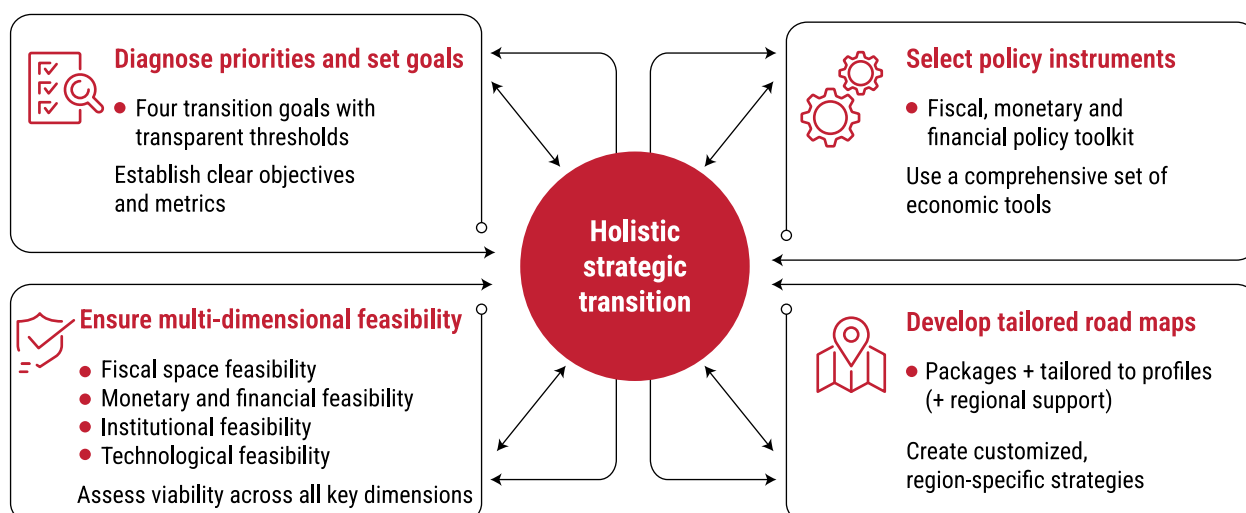 Diagnose priorities and set goals
● Four transition goals with
transparent thresholds
Establish clear objectives
and metrics
Select policy instruments
● Fiscal, monetary and
financial policy toolkit
Use a comprehensive set of
economic tools
Holistic
strategic
transition
Ensure multi-dimensional feasibility
● Fiscal space feasibility
● Monetary and financial feasibility
● Institutional feasibility
● Technological feasibility
Assess viability across all key dimensions
Develop tailored road maps
● Packages + tailored to profiles
(+ regional support)
Create customized,
region-specific strategies